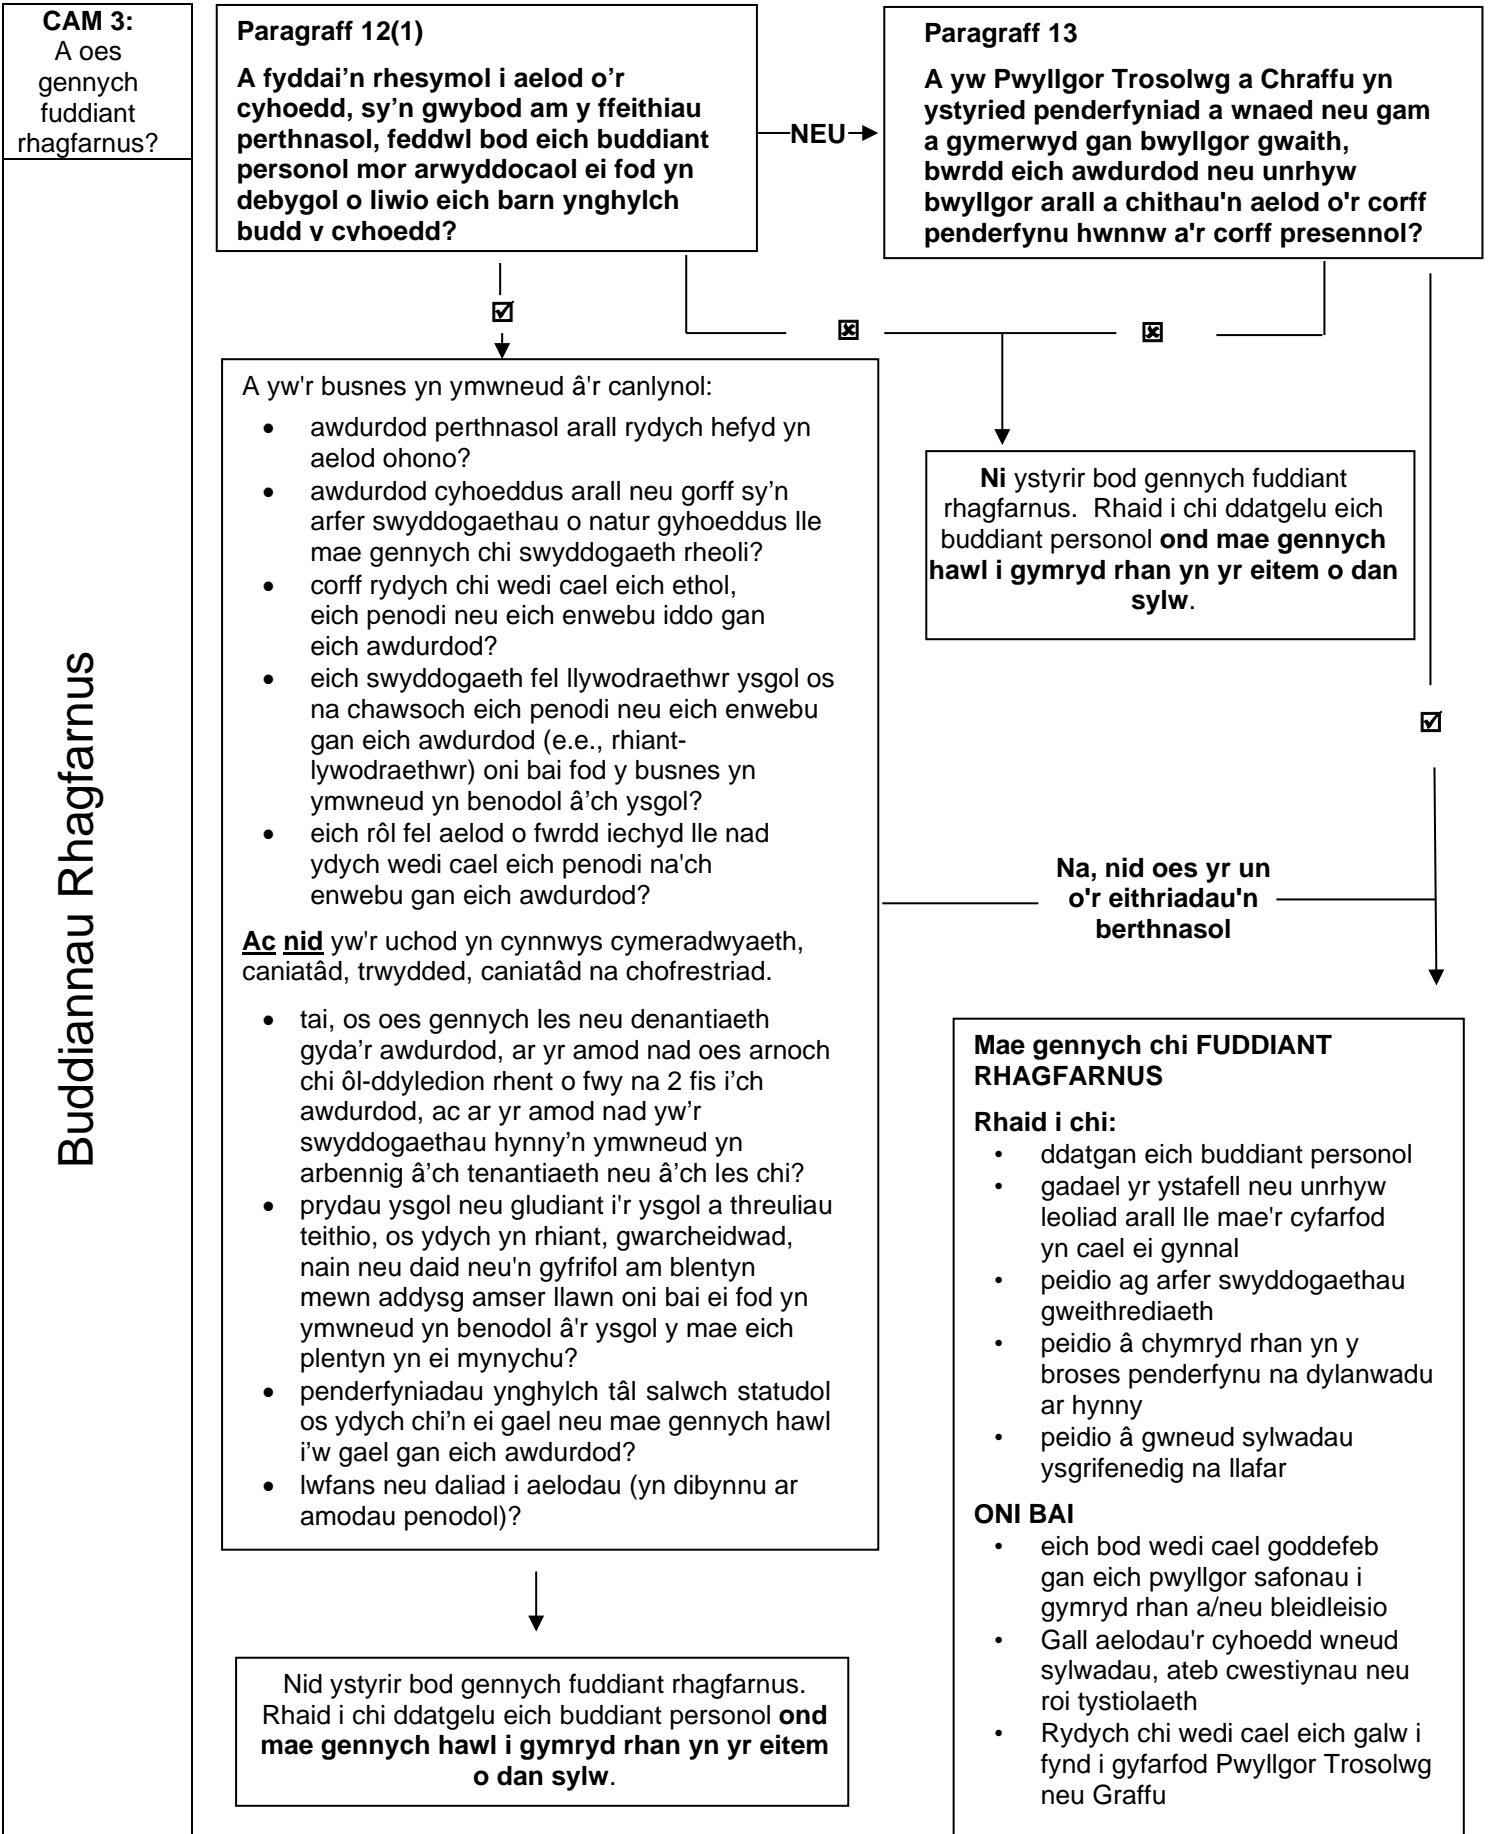 CAM 3:
A oes
gennych
fuddiant
rhagfarnus?
Buddiannau Rhagfarnus
Paragraff 12(1)
A fyddai’n rhesymol i aelod o’r
cyhoedd, sy’n gwybod am y ffeithiau
perthnasol, feddwl bod eich buddiant
personol mor arwyddocaol ei fod yn
debygol o liwio eich barn ynghylch
budd y cyhoedd?
NEU
Paragraff 13
A yw Pwyllgor Trosolwg a Chraffu yn
ystyried penderfyniad a wnaed neu gam
a gymerwyd gan bwyllgor gwaith,
bwrdd eich awdurdod neu unrhyw
bwyllgor arall a chithau'n aelod o'r corff
penderfynu hwnnw a'r corff presennol?
A yw'r busnes yn ymwneud â'r canlynol:
• awdurdod perthnasol arall rydych hefyd yn
aelod ohono?
• awdurdod cyhoeddus arall neu gorff sy’n
arfer swyddogaethau o natur gyhoeddus lle
mae gennych chi swyddogaeth rheoli?
• corff rydych chi wedi cael eich ethol,
eich penodi neu eich enwebu iddo gan
eich awdurdod?
• eich swyddogaeth fel llywodraethwr ysgol os
na chawsoch eich penodi neu eich enwebu
gan eich awdurdod (e.e., rhiant-
lywodraethwr) oni bai fod y busnes yn
ymwneud yn benodol â’ch ysgol?
• eich rôl fel aelod o fwrdd iechyd lle nad
ydych wedi cael eich penodi na'ch
enwebu gan eich awdurdod?
Ac nid yw'r uchod yn cynnwys cymeradwyaeth,
caniatâd, trwydded, caniatâd na chofrestriad.
• tai, os oes gennych les neu denantiaeth
gyda’r awdurdod, ar yr amod nad oes arnoch
chi ôl-ddyledion rhent o fwy na 2 fis i’ch
awdurdod, ac ar yr amod nad yw’r
swyddogaethau hynny’n ymwneud yn
arbennig â’ch tenantiaeth neu â’ch les chi?
• prydau ysgol neu gludiant i'r ysgol a threuliau
teithio, os ydych yn rhiant, gwarcheidwad,
nain neu daid neu'n gyfrifol am blentyn
mewn addysg amser llawn oni bai ei fod yn
ymwneud yn benodol â'r ysgol y mae eich
plentyn yn ei mynychu?
• penderfyniadau ynghylch tâl salwch statudol
os ydych chi’n ei gael neu mae gennych hawl
i’w gael gan eich awdurdod?
• lwfans neu daliad i aelodau (yn dibynnu ar
amodau penodol)?
Ni ystyrir bod gennych fuddiant
rhagfarnus. Rhaid i chi ddatgelu eich
buddiant personol ond mae gennych
hawl i gymryd rhan yn yr eitem o dan
sylw.
Na, nid oes yr un
o'r eithriadau'n
berthnasol
Nid ystyrir bod gennych fuddiant rhagfarnus.
Rhaid i chi ddatgelu eich buddiant personol ond
mae gennych hawl i gymryd rhan yn yr eitem
o dan sylw.
Mae gennych chi FUDDIANT
RHAGFARNUS
Rhaid i chi:
• ddatgan eich buddiant personol
• gadael yr ystafell neu unrhyw
leoliad arall lle mae'r cyfarfod
yn cael ei gynnal
• peidio ag arfer swyddogaethau
gweithrediaeth
• peidio â chymryd rhan yn y
broses penderfynu na dylanwadu
ar hynny
• peidio â gwneud sylwadau
ysgrifenedig na llafar
ONI BAI
• eich bod wedi cael goddefeb
gan eich pwyllgor safonau i
gymryd rhan a/neu bleidleisio
• Gall aelodau'r cyhoedd wneud
sylwadau, ateb cwestiynau neu
roi tystiolaeth
• Rydych chi wedi cael eich galw i
fynd i gyfarfod Pwyllgor Trosolwg
neu Graffu